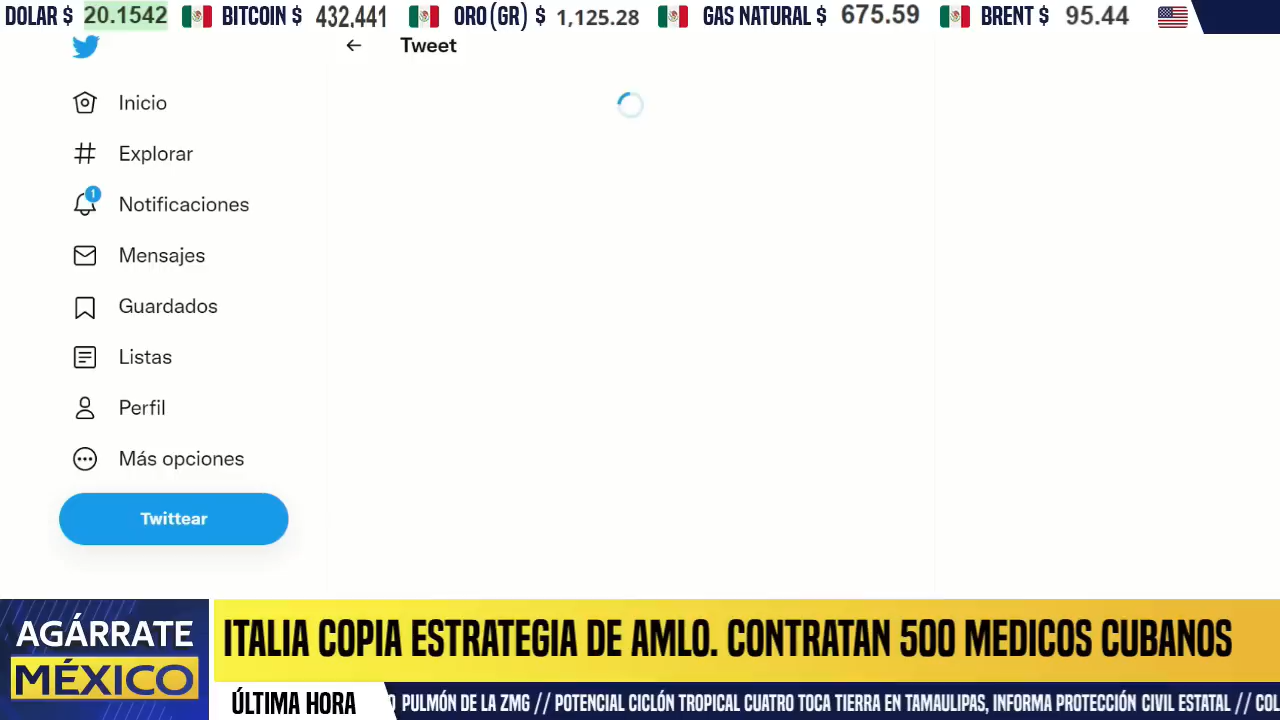 DOLAR $ 20.1542 BITCOIN $ 432,441 ORO(GR) $ 1,125.28 GAS NATURAL $ 675.59 BRENT $ 95.44
Tweet
Inicio
Explorar
1
Notificaciones
Mensajes
Guardados
Listas
Perfil
Más opciones
Twittear
AGÁRRATE
MÉXICO
ITALIA COPIA ESTRATEGIA DE AMLO. CONTRATAN 500 MEDICOS CUBANOS
ÚLTIMA HORA
PULMÓN DE LA ZMG // POTENCIAL CICLÓN TROPICAL CUATRO TOCA TIERRA EN TAMAULIPAS, INFORMA PROTECCIÓN CIVIL ESTATAL // COL